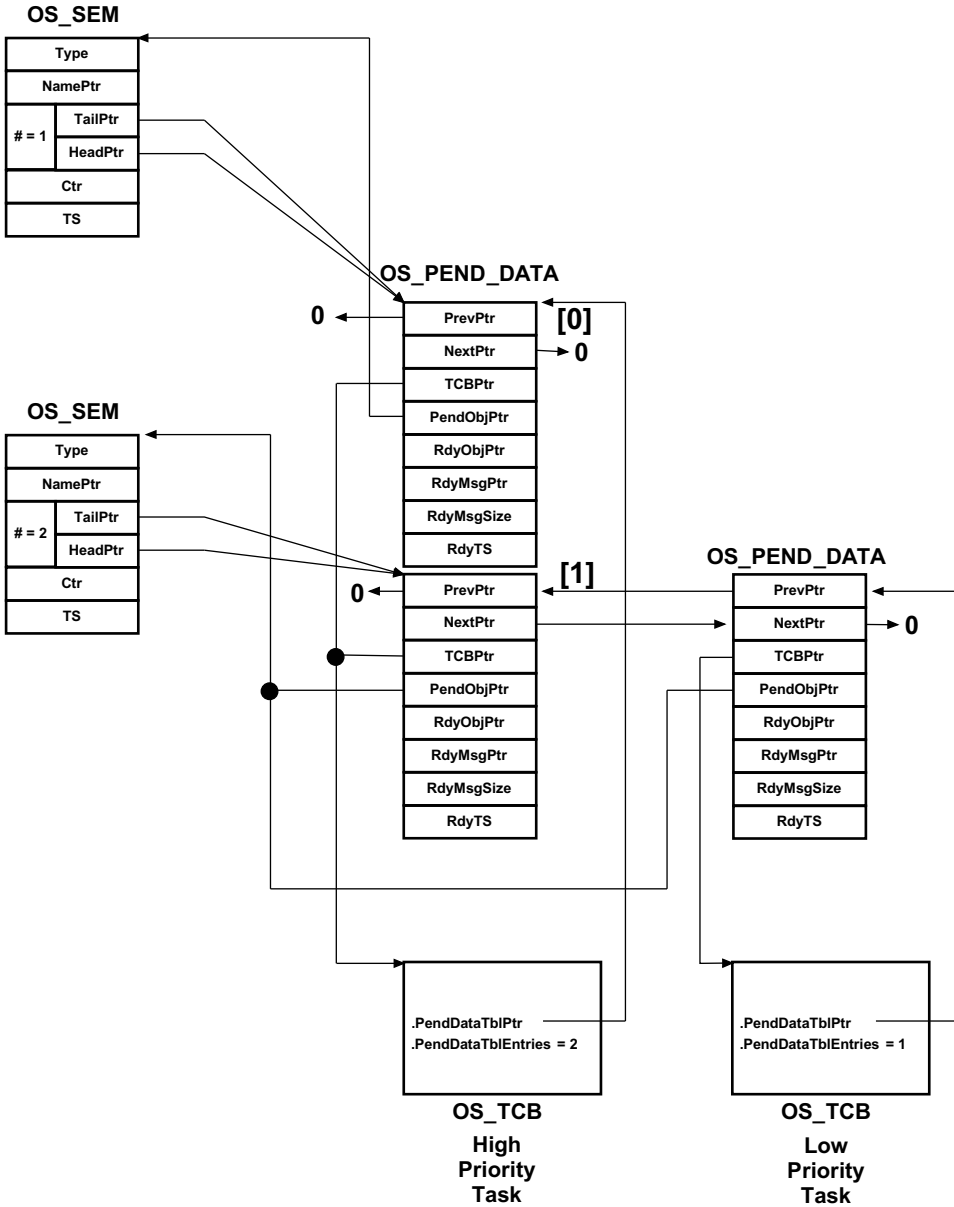 OS_SEM
Type
NamePtr
# = 1
TailPtr
HeadPtr
Ctr
TS
OS_PEND_DATA
0
PrevPtr
[0]
NextPtr
0
TCBPtr
PendObjPtr
RdyObjPtr
RdyMsgPtr
RdyMsgSize
RdyTS
OS_SEM
Type
NamePtr
# = 2
TailPtr
HeadPtr
Ctr
TS
0
PrevPtr
[1]
NextPtr
TCBPtr
PendObjPtr
RdyObjPtr
RdyMsgPtr
RdyMsgSize
RdyTS
OS_PEND_DATA
PrevPtr
NextPtr
0
TCBPtr
PendObjPtr
RdyObjPtr
RdyMsgPtr
RdyMsgSize
RdyTS
.PendDataTblPtr
.PendDataTblEntries = 2
OS_TCB
High
Priority
Task
.PendDataTblPtr
.PendDataTblEntries = 1
OS_TCB
Low
Priority
Task